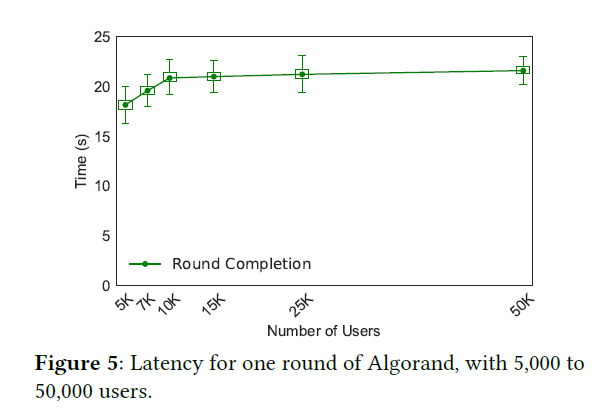 25
20
15
10
5
0
Time (s)
Round Completion
5K 7K 10K 15K 25K 50K
Number of Users
Figure 5: Latency for one round of Algorand, with 5,000 to
50,000 users.